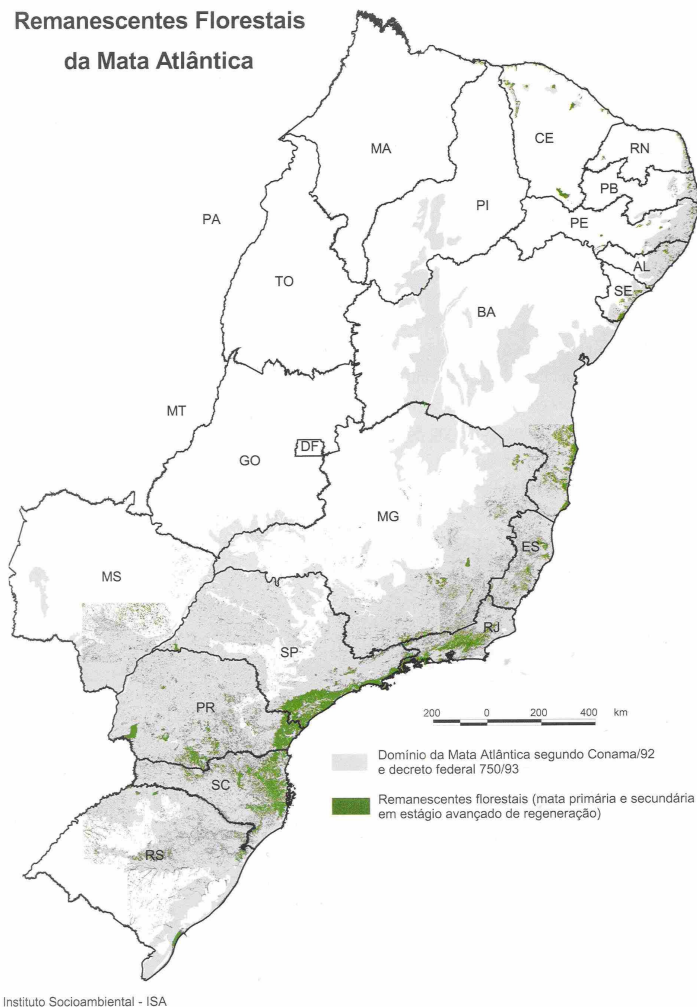 Remanescentes Florestais
da Mata Atlântica
MA
CE
RN
PB
PI
PE
PA
AL
TO
SE
BA
MT
DF
GO
MG
ES
MS
RJ
SP
PR
200 0 200 400 km
Domínio da Mata Atlântica segundo Conama/92
e decreto federal 750/93
SC
Remanescentes florestais (mata primária e secundária
em estágio avançado de regeneração)
RS
Instituto Socioambiental - ISA